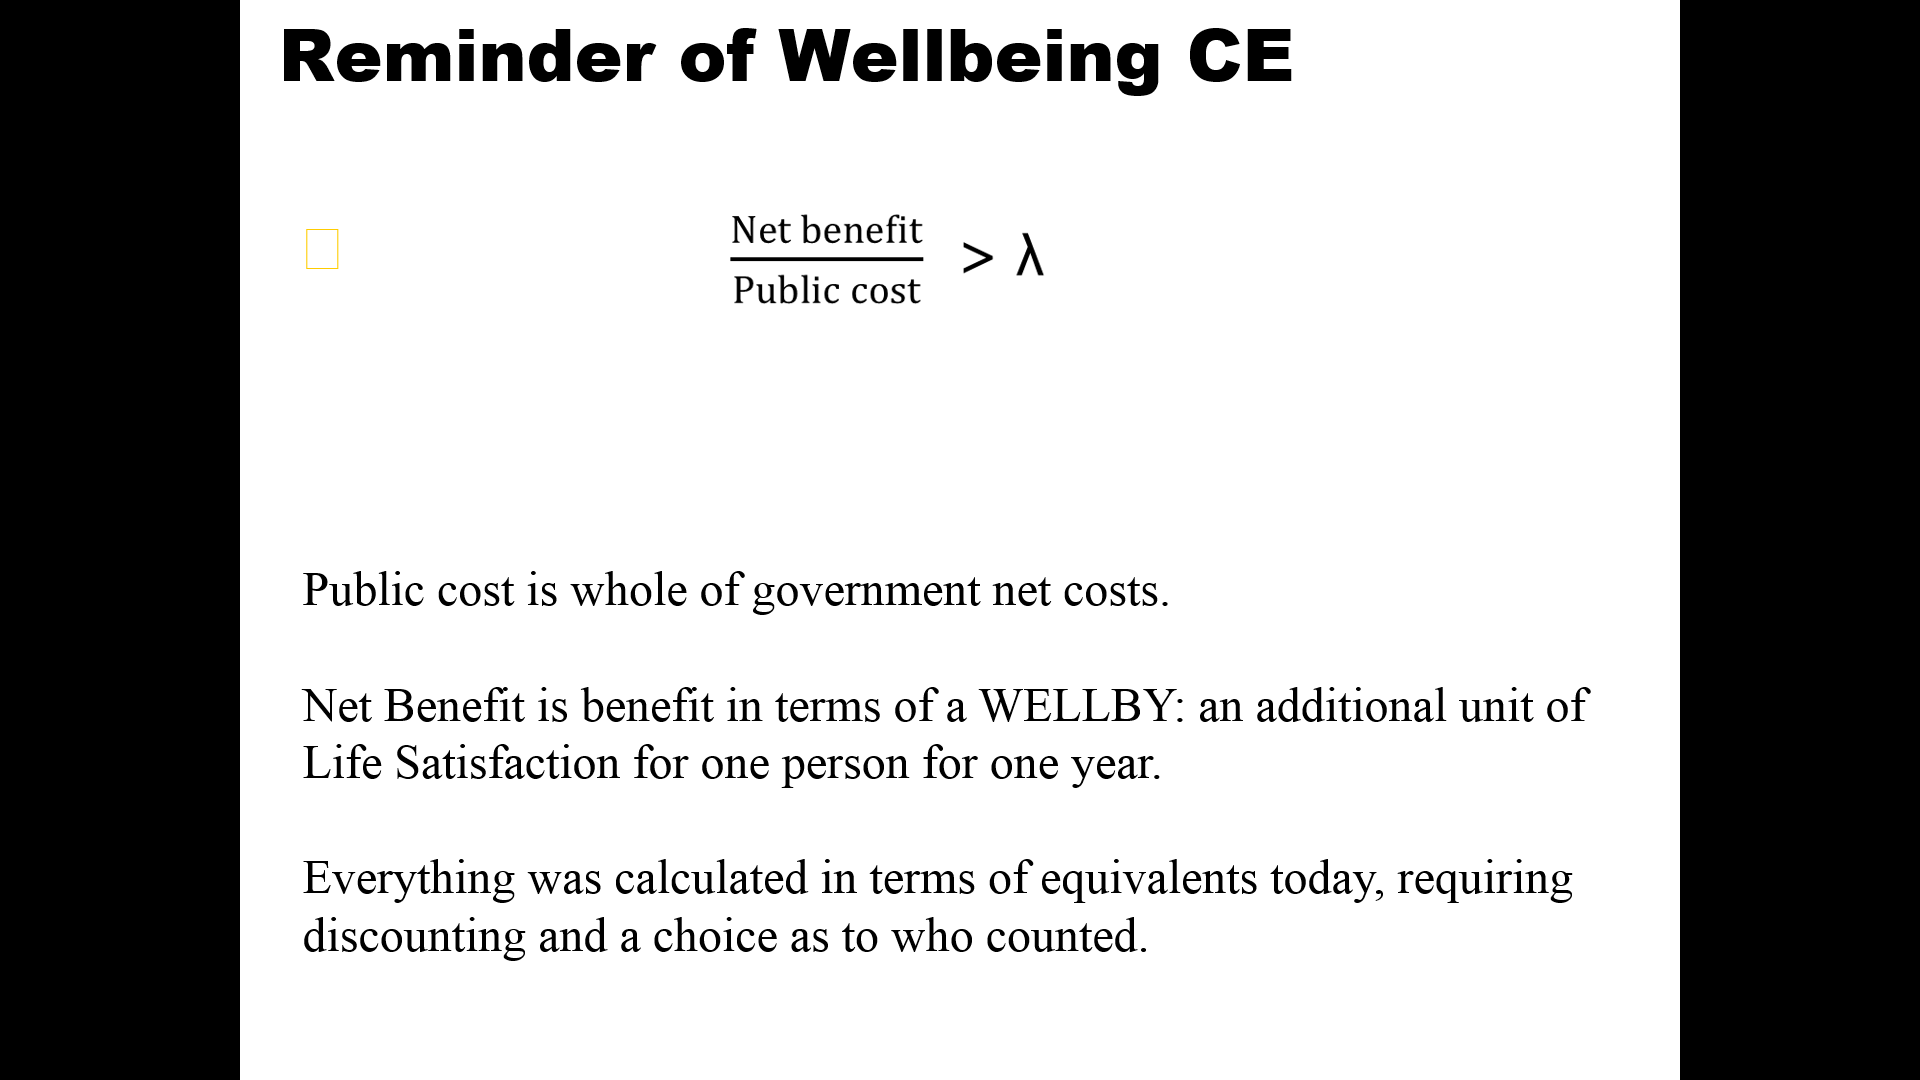 Reminder of Wellbeing CE
Net benefit
Public cost
> λ
Public cost is whole of government net costs.
Net Benefit is benefit in terms of a WELLBY: an additional unit of
Life Satisfaction for one person for one year.
Everything was calculated in terms of equivalents today, requiring
discounting and a choice as to who counted.